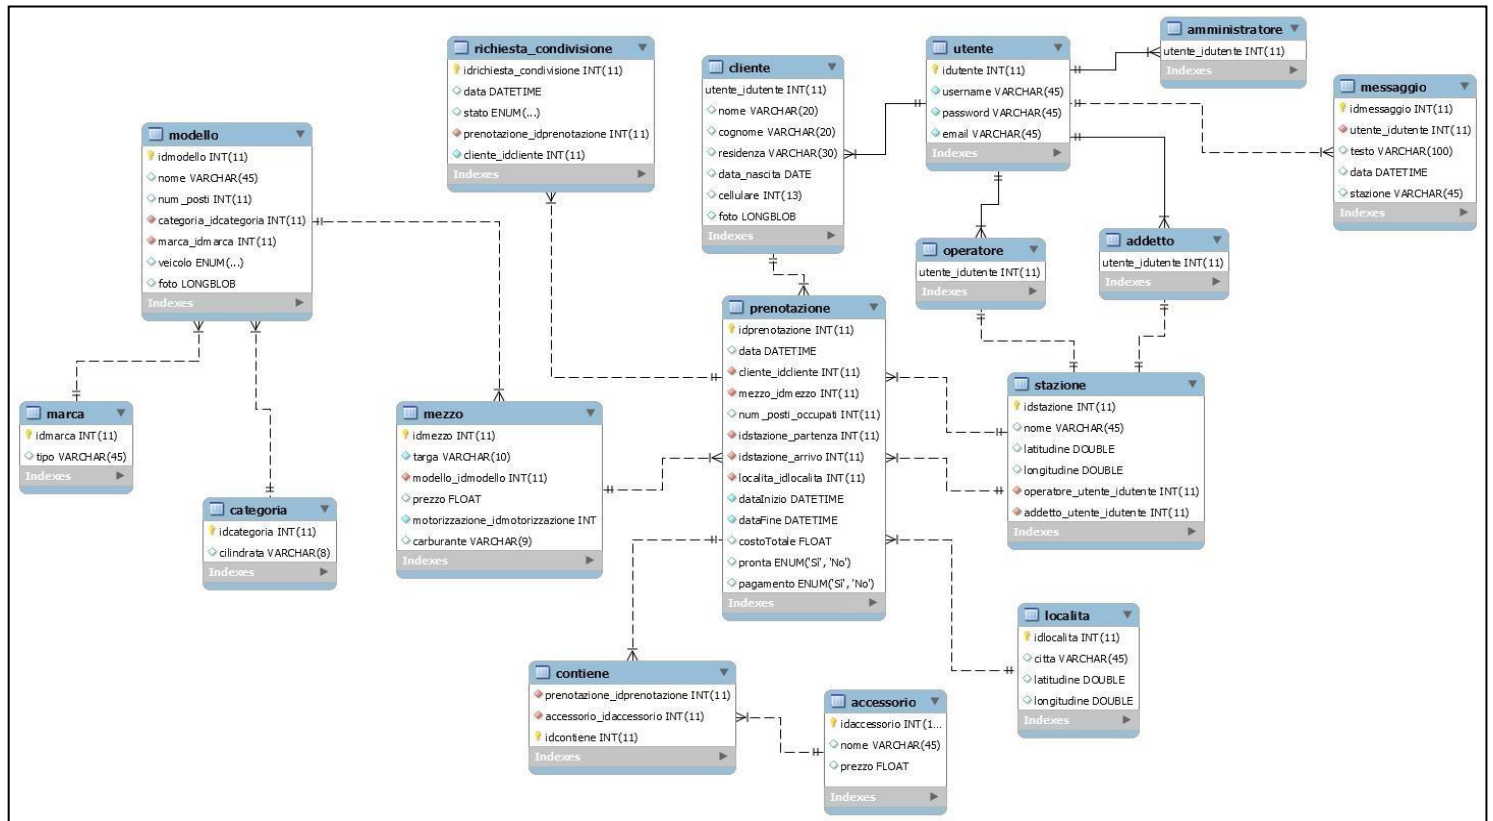 richiesta_condivisione
idrichiesta_condivisione INT(11)
data DATETIME
stato ENUM(...)
prenotazione_idprenotazione INT(11)
cliente_idcliente INT(11)
Indexes
cliente
utente_idutente INT(11)
nome VARCHAR(20)
cognome VARCHAR(20)
residenza VARCHAR(30)
data_nascita DATE
cellulare INT(13)
foto LONGBLOB
Indexes
utente
idutente INT(11)
username VARCHAR(45)
password VARCHAR(45)
email VARCHAR(45)
Indexes
amministratore
utente_idutente INT(11)
Indexes
messaggio
idmessaggio INT(11)
utente_idutente INT(11)
testo VARCHAR(100)
data DATETIME
stazione VARCHAR(45)
Indexes
modello
idmodello INT(11)
nome VARCHAR(45)
num_posti INT(11)
categoria_idcategoria INT(11)
marca_idmarca INT(11)
veicolo ENUM(...)
foto LONGBLOB
Indexes
operatore
utente_idutente INT(11)
Indexes
addetto
utente_idutente INT(11)
Indexes
prenotazione
idprenotazione INT(11)
data DATETIME
cliente_idcliente INT(11)
mezzo_idmezzo INT(11)
num_posti_occupati INT(11)
idstazione_partenza INT(11)
idstazione_arrivo INT(11)
localita_idlocalita INT(11)
dataInizio DATETIME
dataFine DATETIME
costoTotale FLOAT
pronta ENUM('Si', 'No')
pagamento ENUM('Si', 'No')
Indexes
stazione
idstazione INT(11)
nome VARCHAR(45)
latitudine DOUBLE
longitudine DOUBLE
operatore_utente_idutente INT(11)
addetto_utente_idutente INT(11)
Indexes
marca
idmarca INT(11)
tipo VARCHAR(45)
Indexes
mezzo
idmezzo INT(11)
targa VARCHAR(10)
modello_idmodello INT(11)
prezzo FLOAT
motorizzazione_idmotorizzazione INT
carburante VARCHAR(9)
Indexes
categoria
idcategoria INT(11)
cilindrata VARCHAR(8)
Indexes
localita
idlocalita INT(11)
citta VARCHAR(45)
latitudine DOUBLE
longitudine DOUBLE
Indexes
contiene
prenotazione_idprenotazione INT(11)
accessorio_idaccessorio INT(11)
idcontiene INT(11)
Indexes
accessorio
idaccessorio INT(1...
nome VARCHAR(45)
prezzo FLOAT
Indexes